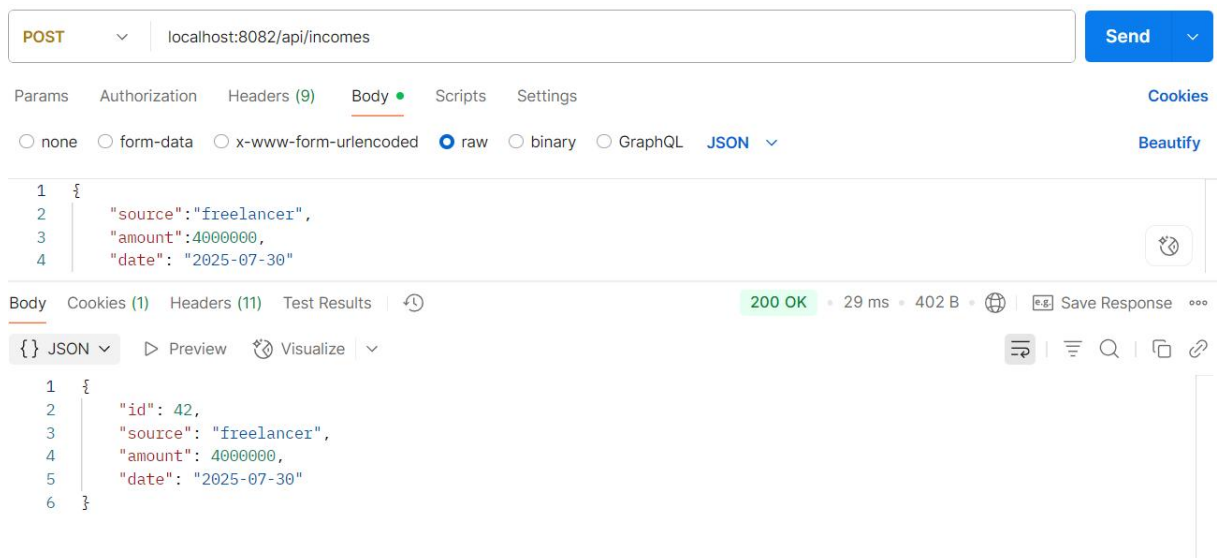 POST localhost:8082/api/incomes Send
Params Authorization Headers (9) Body Scripts Settings Cookies
none form-data x-www-form-urlencoded raw binary GraphQL JSON Beautify
1 {
2 "source":"freelancer",
3 "amount":4000000,
4 "date": "2025-07-30"
Body Cookies (1) Headers (11) Test Results 200 OK • 29 ms • 402 B • e.g. Save Response
{} JSON Preview Visualize
1 {
2 "id": 42,
3 "source": "freelancer",
4 "amount": 4000000,
5 "date": "2025-07-30"
6 }